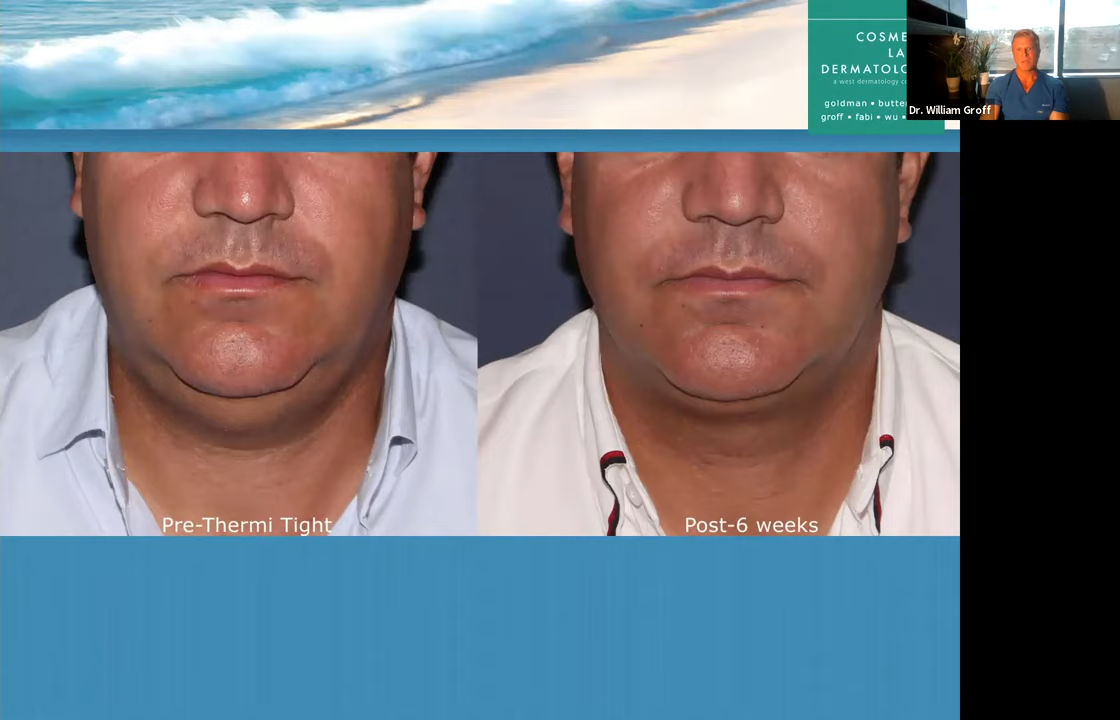 COSME
LA
DERMATOLO
a west dermatology c
goldman • butte
groff • fabi • wu •
Dr. William Groff
Pre-Thermi Tight
Post-6 weeks